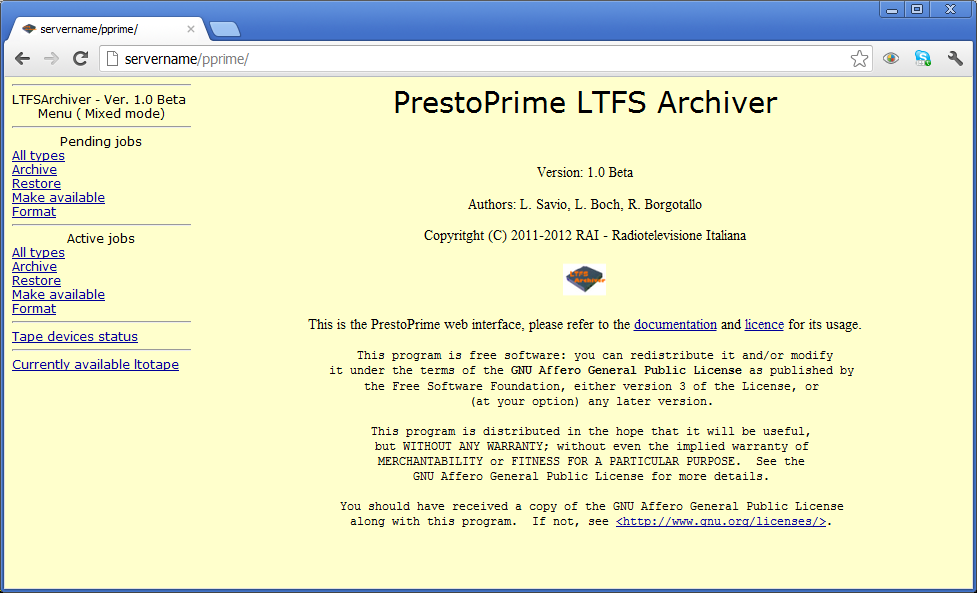 servername/pprime/
servername/pprime/
LTFSArchiver - Ver. 1.0 Beta
Menu ( Mixed mode)
Pending jobs
All types
Archive
Restore
Make available
Format
Active jobs
All types
Archive
Restore
Make available
Format
Tape devices status
Currently available ltotape
PrestoPrime LTFS Archiver
Version: 1.0 Beta
Authors: L. Savio, L. Boch, R. Borgotallo
Copyritght (C) 2011-2012 RAI - Radiotelevisione Italiana
LTFS
Archiver
This is the PrestoPrime web interface, please refer to the documentation and licence for its usage.
This program is free software: you can redistribute it and/or modify
it under the terms of the GNU Affero General Public License as published by
the Free Software Foundation, either version 3 of the License, or
(at your option) any later version.
This program is distributed in the hope that it will be useful,
but WITHOUT ANY WARRANTY; without even the implied warranty of
MERCHANTABILITY or FITNESS FOR A PARTICULAR PURPOSE.  See the
GNU Affero General Public License for more details.
You should have received a copy of the GNU Affero General Public License
along with this program.  If not, see <http://www.gnu.org/licenses/>.